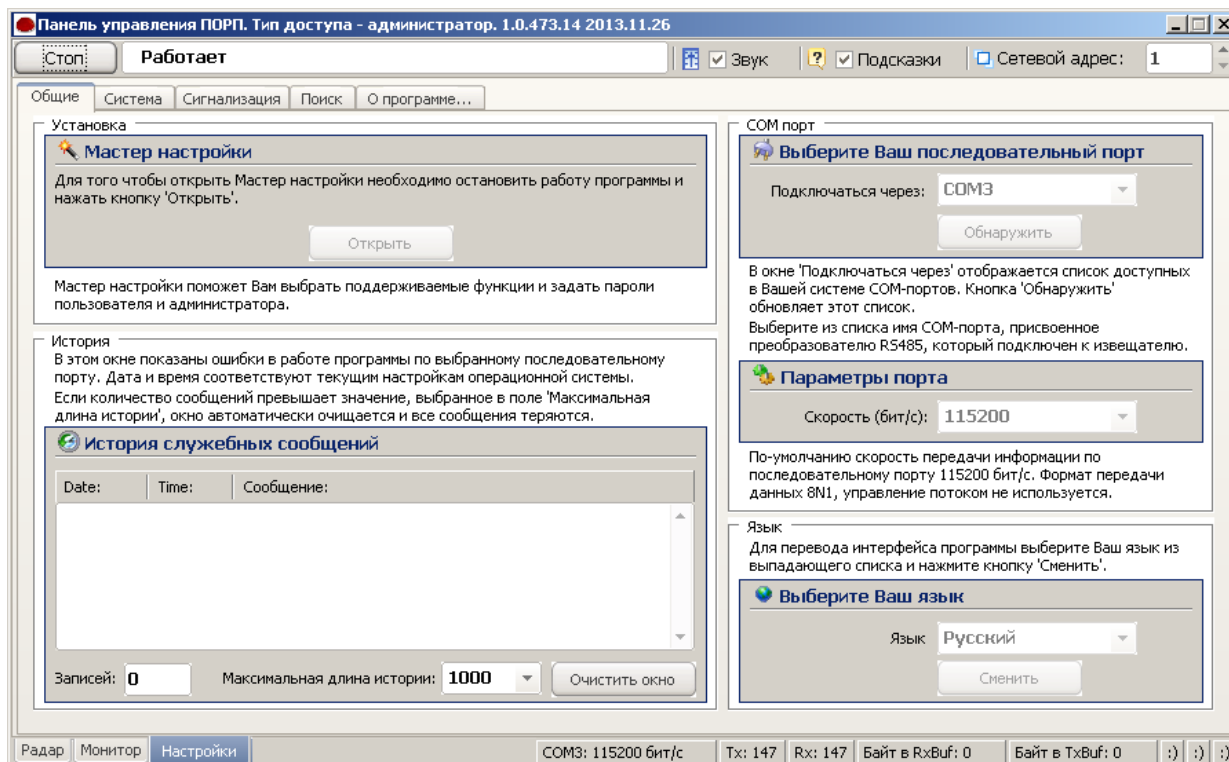 Панель управления ПОРП. Тип доступа - администратор. 1.0.473.14 2013.11.26
Стоп Работает Звук Подсказки Сетевой адрес: 1
Общие Система Сигнализация Поиск О программе...
Установка
Мастер настройки
Для того чтобы открыть Мастер настройки необходимо остановить работу программы и
нажать кнопку 'Открыть'.
Открыть
Мастер настройки поможет Вам выбрать поддерживаемые функции и задать пароли
пользователя и администратора.
История
В этом окне показаны ошибки в работе программы по выбранному последовательному
порту. Дата и время соответствуют текущим настройкам операционной системы.
Если количество сообщений превышает значение, выбранное в поле 'Максимальная
длина истории', окно автоматически очищается и все сообщения теряются.
История служебных сообщений
Date: Time: Сообщение:
Записей: 0 Максимальная длина истории: 1000 Очистить окно
COM порт
Выберите Ваш последовательный порт
Подключаться через: COM3
Обнаружить
В окне 'Подключаться через' отображается список доступных
в Вашей системе COM-портов. Кнопка 'Обнаружить'
обновляет этот список.
Выберите из списка имя COM-порта, присвоенное
преобразователю RS485, который подключен к извещателю.
Параметры порта
Скорость (бит/с): 115200
По-умолчанию скорость передачи информации по
последовательному порту 115200 бит/с. Формат передачи
данных 8N1, управление потоком не используется.
Язык
Для перевода интерфейса программы выберите Ваш язык из
выпадающего списка и нажмите кнопку 'Сменить'.
Выберите Ваш язык
Язык Русский
Сменить
Радар Монитор Настройки COM3: 115200 бит/с Tx: 147 Rx: 147 Байт в RxBuf: 0 Байт в TxBuf: 0 :) :) :)